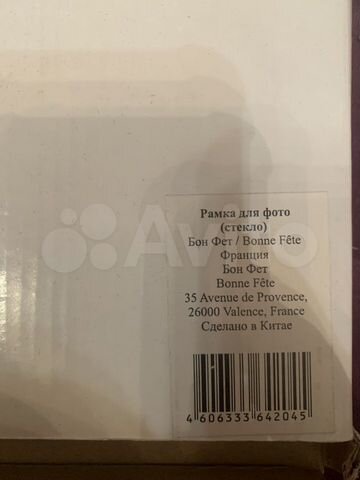 Рамка для фото
(стекло)
Бон Фет / Bonne Fête
Франция
Бон Фет
Bonne Fête
35 Avenue de Provence,
26000 Valence, France
Сделано в Китае
4 606333 642045
Avito